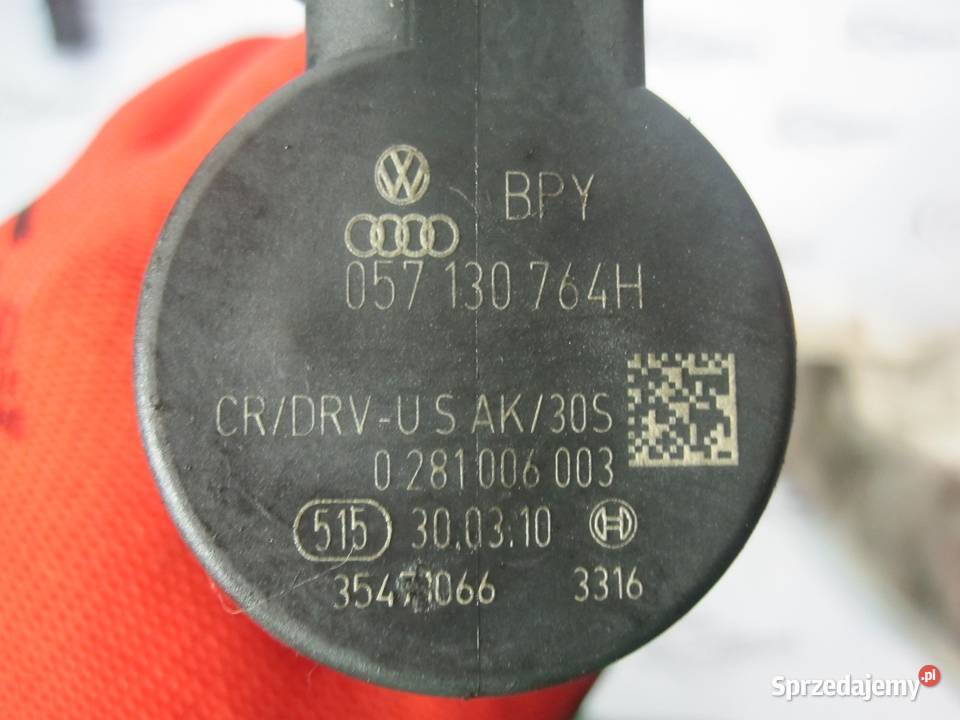 BPY
057 130 764H
CR/DRV-U S AK/30S
0 281 006 003
515 30.03.10
35471066 3316
Sprzedajemy.pl